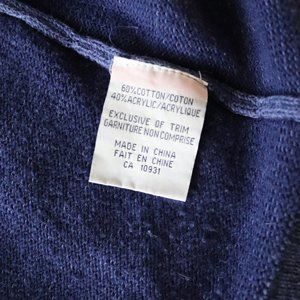 60%COTTON/COTON
40%ACRYLIC/ACRYLIQUE
EXCLUSIVE OF TRIM
GARNITURE NON COMPRISE
MADE IN CHINA
FAIT EN CHINE
CA 10931